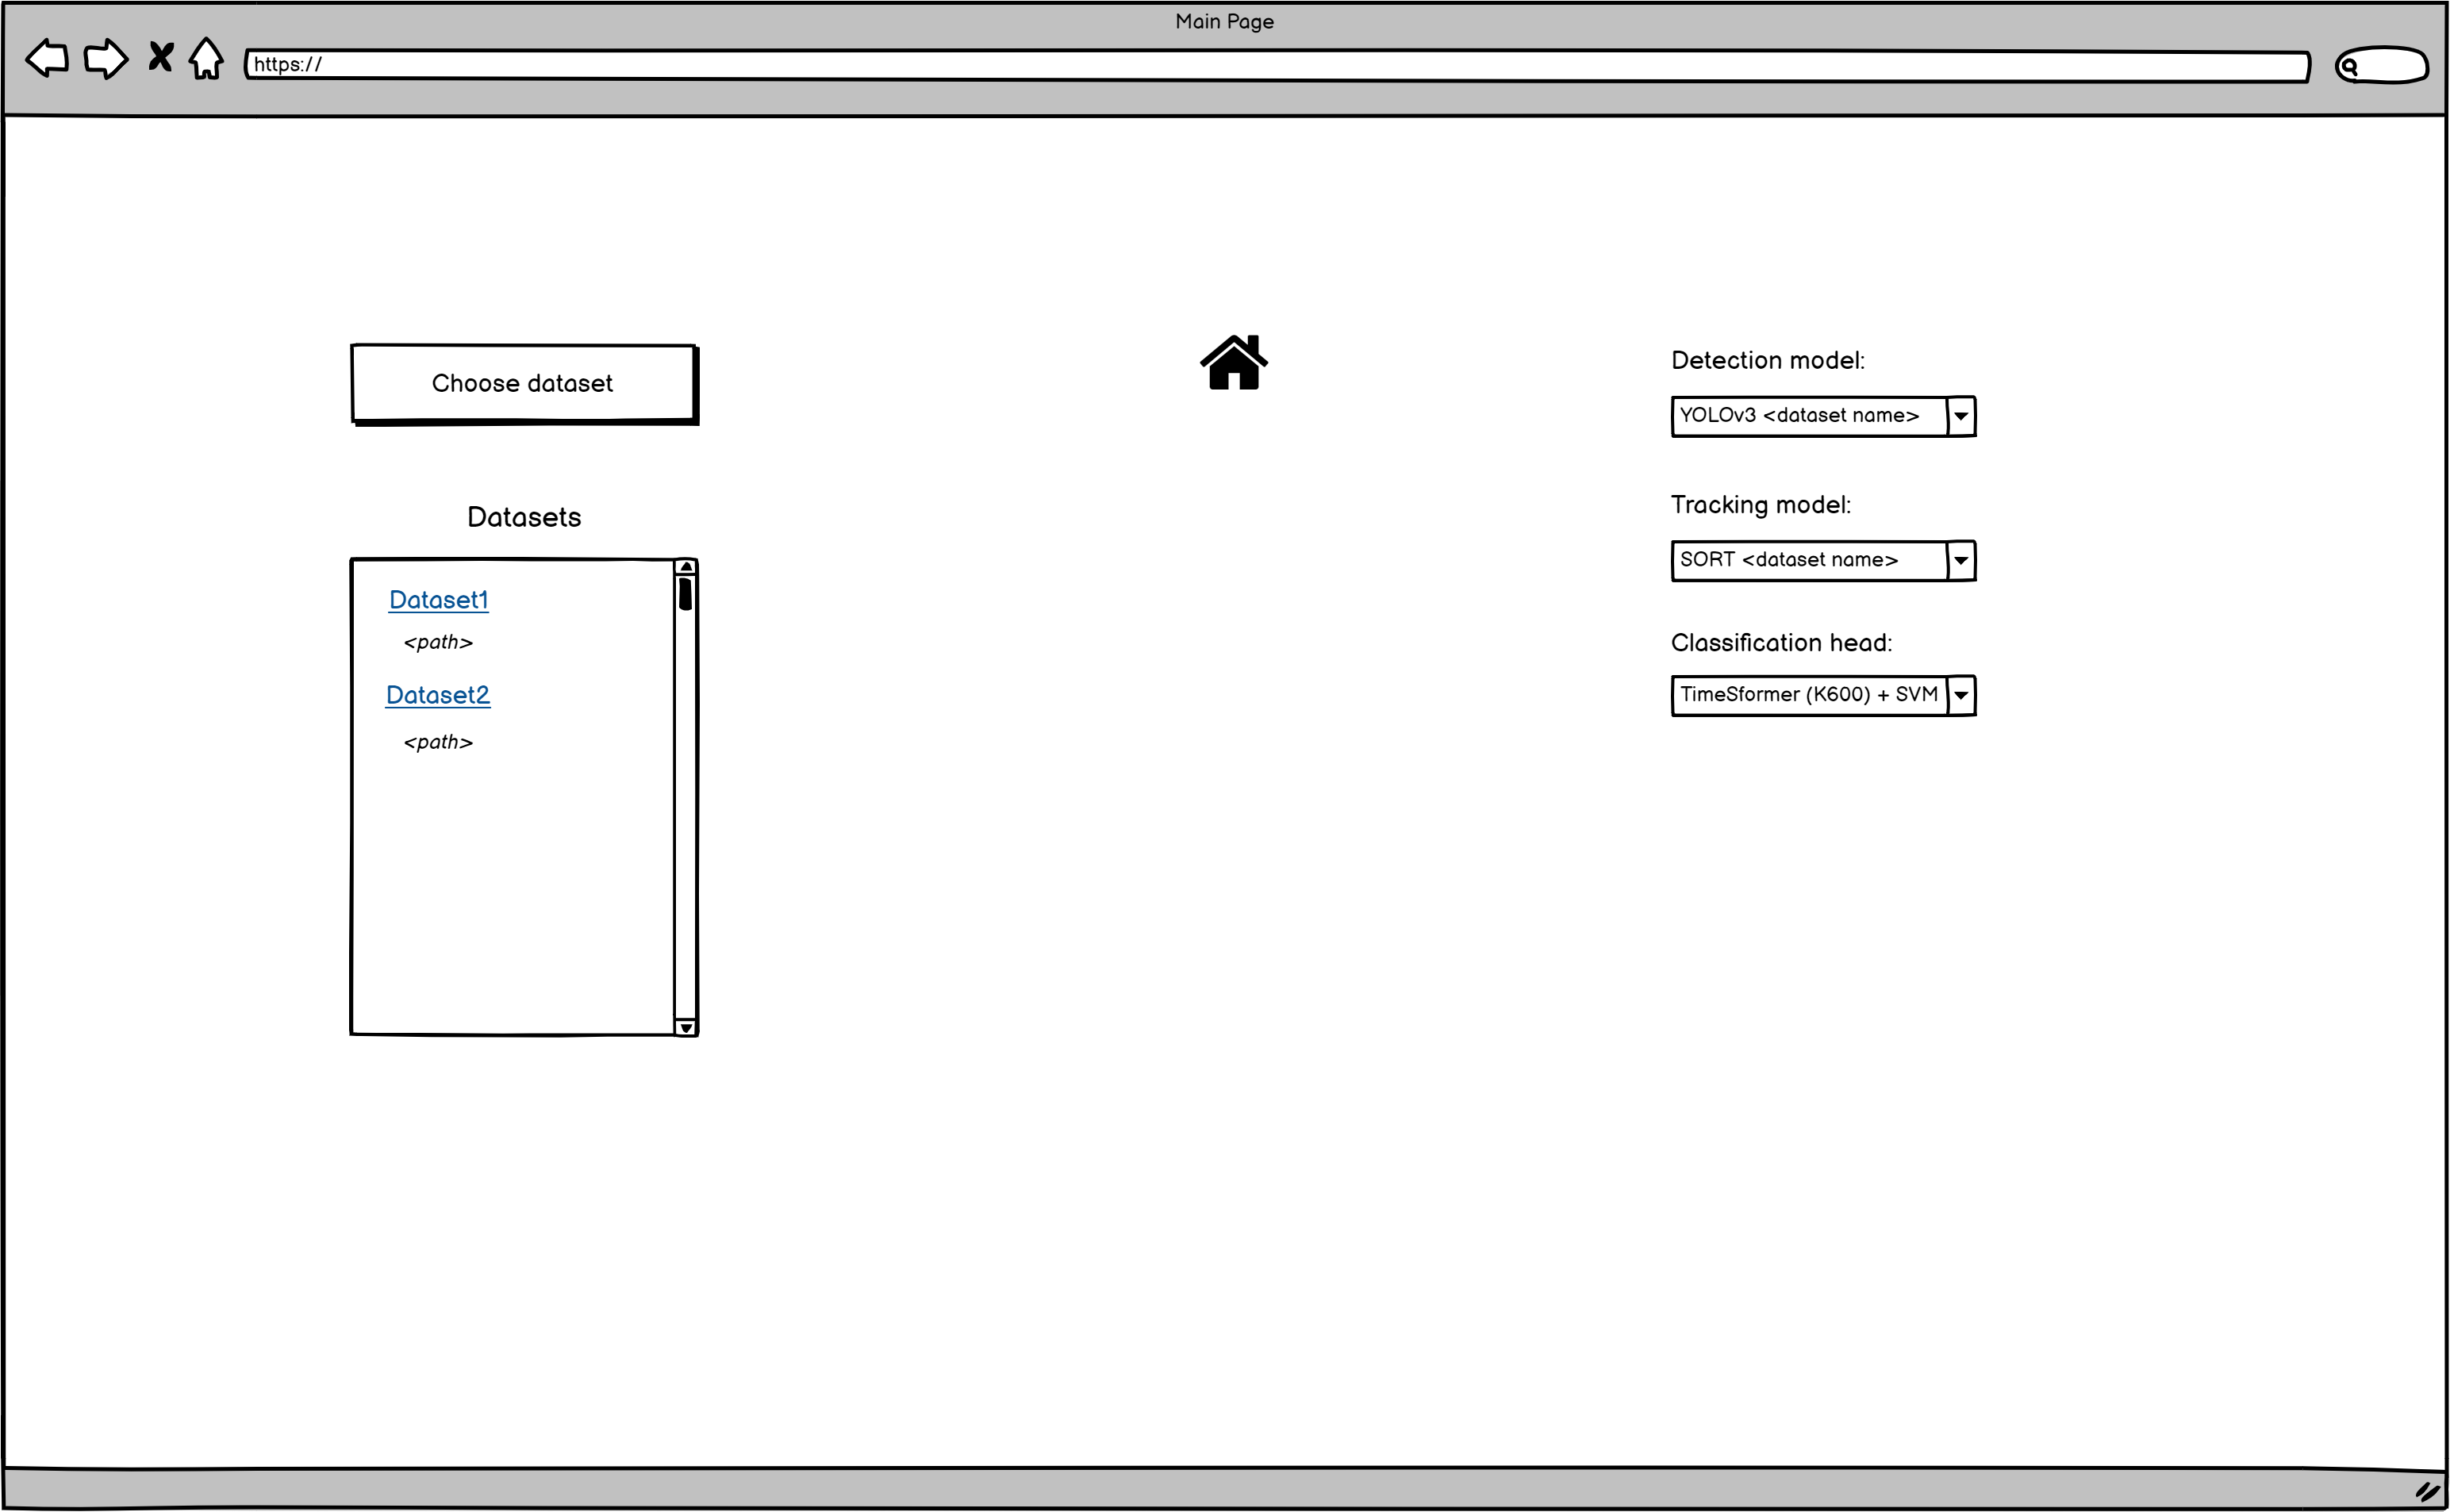 Main Page
https://
Choose dataset
Datasets
Dataset1
<path>
Dataset2
<path>
Detection model:
YOLOv3 <dataset name>
Tracking model:
SORT <dataset name>
Classification head:
TimeSformer (K600) + SVM